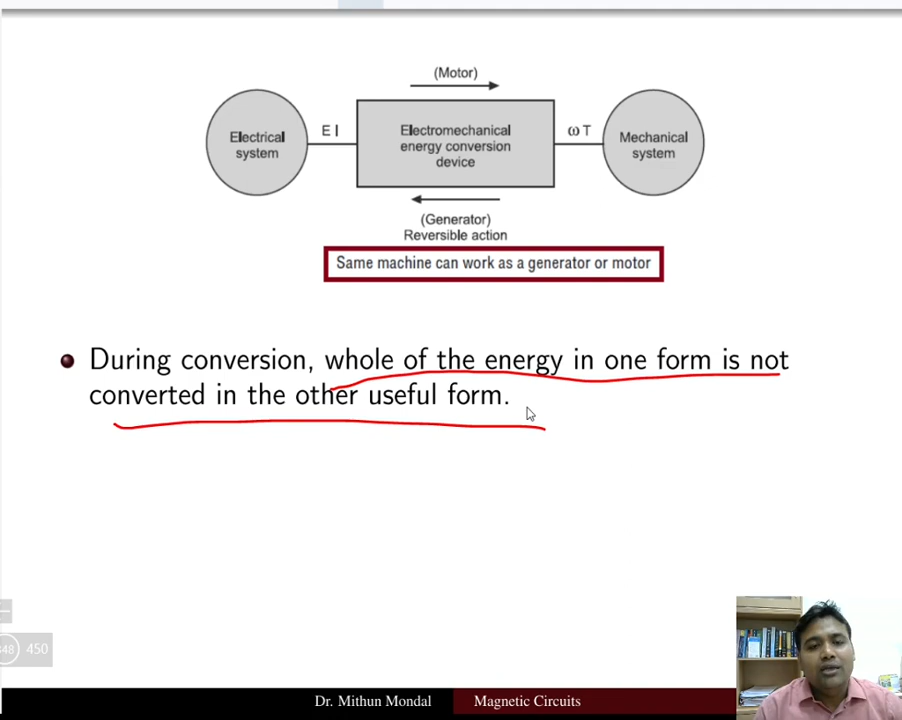 (Motor)
Electrical
system
E I
Electromechanical
energy conversion
device
ω T
Mechanical
system
(Generator)
Reversible action
Same machine can work as a generator or motor
During conversion, whole of the energy in one form is not
converted in the other useful form.
48 450
Dr. Mithun Mondal Magnetic Circuits